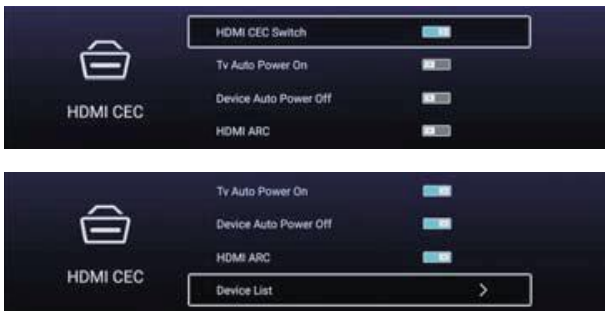 HDMI CEC Switch
Tv Auto Power On
Device Auto Power Off
HDMI ARC
HDMI CEC
Tv Auto Power On
Device Auto Power Off
HDMI ARC
Device List
HDMI CEC